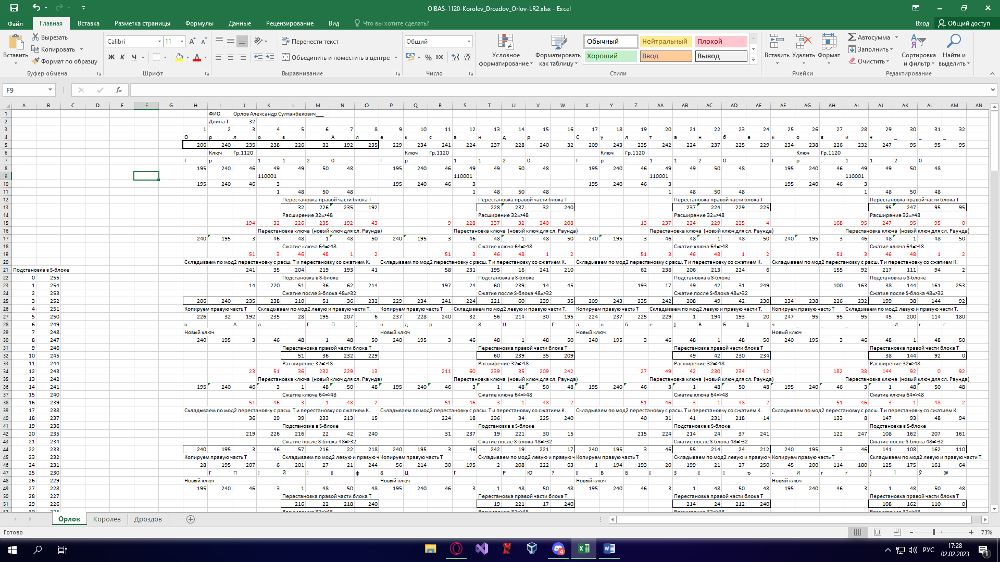 OIBAS-1120-Korolev_Drozdov_Orlov-LR2.xlsx - Excel
Файл Главная Вставка Разметка страницы Формулы Данные Рецензирование Вид Что вы хотите сделать? Вход Общий доступ
Вставить Вырезать Копировать Формат по образцу Буфер обмена
Calibri 11 Ж К Ч Шрифт
Перенести текст Объединить и поместить в центре Выравнивание
Общий % 000 Число
Условное форматирование Форматировать как таблицу
Обычный Нейтральный Плохой
Хороший Ввод Вывод
Стили
Вставить Удалить Формат Ячейки
Автосумма Заполнить Очистить Сортировка и фильтр Найти и выделить Редактирование
F9 fx
A B C D E F G H I J K L M N O P Q R S T U V W X Y Z AA AB AC AD AE AF AG AH AI AJ AK AL AM AN
1 ФИО Орлов Александр Султанбекович___
2 Длина Т 32
3 1 2 3 4 5 6 7 8 9 10 11 12 13 14 15 16 17 18 19 20 21 22 23 24 25 26 27 28 29 30 31 32
4 О р л о в А л е к с а н д р С у л т а н б е к о в и ч _ _ _
5 206 240 235 238 226 32 192 235 229 234 241 224 237 228 240 32 209 243 235 242 224 237 225 229 234 238 226 232 247 95 95 95
6 Ключ Гр.1120 Ключ Гр.1120 Ключ Гр.1120 Ключ Гр.1120
7 Г р . 1 1 2 0 Г р . 1 1 2 0 Г р . 1 1 2 0 Г р . 1 1 2 0
8 195 240 46 49 49 50 48 195 240 46 49 49 50 48 195 240 46 49 49 50 48 195 240 46 49 49 50 48
9 110001 110001 110001 110001
10 195 240 46 3 195 240 46 3 195 240 46 3 195 240 46 3
11 1 48 50 48 1 48 50 48 1 48 50 48 1 48 50 48
12 Перестановка правой части блока Т Перестановка правой части блока Т Перестановка правой части блока Т Перестановка правой части блока Т
13 32 226 235 192 228 237 32 240 237 224 229 225 95 247 95 95
14 Расширение 32=>48 Расширение 32=>48 Расширение 32=>48 Расширение 32=>48
15 194 32 226 235 192 43 9 228 237 32 240 208 13 237 224 229 225 4 168 95 247 95 95 0
16 Перестановка ключа (новый ключ для сл. Раунда) Перестановка ключа (новый ключ для сл. Раунда) Перестановка ключа (новый ключ для сл. Раунда) Перестановка ключа (новый ключ для сл. Раунда)
17 240 195 3 46 48 1 48 50 240 195 3 46 48 1 48 50 240 195 3 46 48 1 48 50 240 195 3 46 48 1 48 50
18 Сжатие ключа 64=>48 Сжатие ключа 64=>48 Сжатие ключа 64=>48 Сжатие ключа 64=>48
19 51 3 46 48 1 2 51 3 46 48 1 2 51 3 46 48 1 2 51 3 46 48 1 2
20 Складываем по мод2 перестановку с расш. Т и перестановку со сжатием К. Складываем по мод2 перестановку с расш. Т и перестановку со сжатием К. Складываем по мод2 перестановку с расш. Т и перестановку со сжатием К. Складываем по мод2 перестановку с расш. Т и перестановку со сжатием К.
21 Подстановка в S-блоке 241 35 204 219 193 41 58 231 195 16 241 210 62 238 206 213 224 6 155 92 217 111 94 2
22 0 255 Подстановка в S-блоке Подстановка в S-блоке Подстановка в S-блоке Подстановка в S-блоке
23 1 254 14 220 51 36 62 214 197 24 60 239 14 45 193 17 49 42 31 249 100 163 38 144 161 253
24 2 253 Сжатие после S-блока 48=>32 Сжатие после S-блока 48=>32 Сжатие после S-блока 48=>32 Сжатие после S-блока 48=>32
25 3 252 206 240 235 238 210 51 36 232 229 234 241 224 221 60 239 35 209 243 235 242 208 49 42 230 234 238 226 232 199 38 144 92
26 4 251 Копируем правую часть Т Складываем по мод2 левую и правую части Т. Копируем правую часть Т Складываем по мод2 левую и правую части Т. Копируем правую часть Т Складываем по мод2 левую и правую части Т. Копируем правую часть Т Складываем по мод2 левую и правую части Т.
27 5 250 226 32 192 235 28 195 207 6 237 228 240 32 56 214 30 195 224 237 225 229 1 194 193 20 247 95 95 95 45 200 114 180
28 6 249 в А л Г П н д р 8 Ц Г а н б е В Б ч _ _ _ - И r ґ
29 7 248 Новый ключ Новый ключ Новый ключ Новый ключ
30 8 247 240 195 3 46 48 1 48 50 240 195 3 46 48 1 48 50 240 195 3 46 48 1 48 50 240 195 3 46 48 1 48 50
31 9 246 Перестановка правой части блока Т Перестановка правой части блока Т Перестановка правой части блока Т Перестановка правой части блока Т
32 10 245 51 36 232 229 60 239 35 209 49 42 230 234 38 144 92 0
33 11 244 Расширение 32=>48 Расширение 32=>48 Расширение 32=>48 Расширение 32=>48
34 12 243 23 51 36 232 229 13 211 60 239 35 209 242 27 49 42 230 234 12 182 38 144 92 0 92
35 13 242 Перестановка ключа (новый ключ для сл. Раунда) Перестановка ключа (новый ключ для сл. Раунда) Перестановка ключа (новый ключ для сл. Раунда) Перестановка ключа (новый ключ для сл. Раунда)
36 14 241 195 240 46 3 1 48 50 48 195 240 46 3 1 48 50 48 195 240 46 3 1 48 50 48 195 240 46 3 1 48 50 48
37 15 240 Сжатие ключа 64=>48 Сжатие ключа 64=>48 Сжатие ключа 64=>48 Сжатие ключа 64=>48
38 16 239 51 46 3 1 48 2 51 46 3 1 48 2 51 46 3 1 48 2 51 46 3 1 48 2
39 17 238 Складываем по мод2 перестановку с расш. Т и перестановку со сжатием К. Складываем по мод2 перестановку с расш. Т и перестановку со сжатием К. Складываем по мод2 перестановку с расш. Т и перестановку со сжатием К. Складываем по мод2 перестановку с расш. Т и перестановку со сжатием К.
40 18 237 36 29 39 233 213 15 224 18 236 34 225 240 40 31 41 231 218 14 133 8 147 93 48 94
41 19 236 Подстановка в S-блоке Подстановка в S-блоке Подстановка в S-блоке Подстановка в S-блоке
42 20 235 219 226 216 22 42 240 31 237 19 221 30 15 215 224 214 24 37 241 122 247 108 162 207 161
43 21 234 Сжатие после S-блока 48=>32 Сжатие после S-блока 48=>32 Сжатие после S-блока 48=>32 Сжатие после S-блока 48=>32
44 22 233 240 195 3 46 57 216 22 218 240 195 3 46 242 19 221 17 240 195 3 46 55 214 24 212 240 195 3 46 141 108 162 110
45 23 232 Копируем правую часть Т Складываем по мод2 левую и правую ч Копируем правую часть Т Складываем по мод2 левую и правую ч Копируем правую часть Т Складываем по мод2 левую и правую ч Копируем правую часть Т Складываем по мод2 левую и правую части Т.
46 24 231 28 195 207 6 201 27 21 244 56 214 30 195 2 208 222 63 1 194 193 20 199 21 27 250 45 200 114 180 125 175 161 64
47 25 230 Г П Й ф 8 Ц Г Р Ю ? В Б З ъ - И r ґ } Ї Ў @
48 26 229 Новый ключ Новый ключ Новый ключ Новый ключ
49 27 228 195 240 46 3 1 48 50 48 195 240 46 3 1 48 50 48 195 240 46 3 1 48 50 48 195 240 46 3 1 48 50 48
50 28 227 Перестановка правой части блока Т Перестановка правой части блока Т Перестановка правой части блока Т Перестановка правой части блока Т
51 29 226 216 22 218 240 19 221 17 240 214 24 212 240 108 162 110 0
52 30 225 Расширение 32=>48 Расширение 32=>48 Расширение 32=>48 Расширение 32=>48
Орлов Королев Дроздов
Готово 73%
4 РУС 17:28 02.02.2023 1